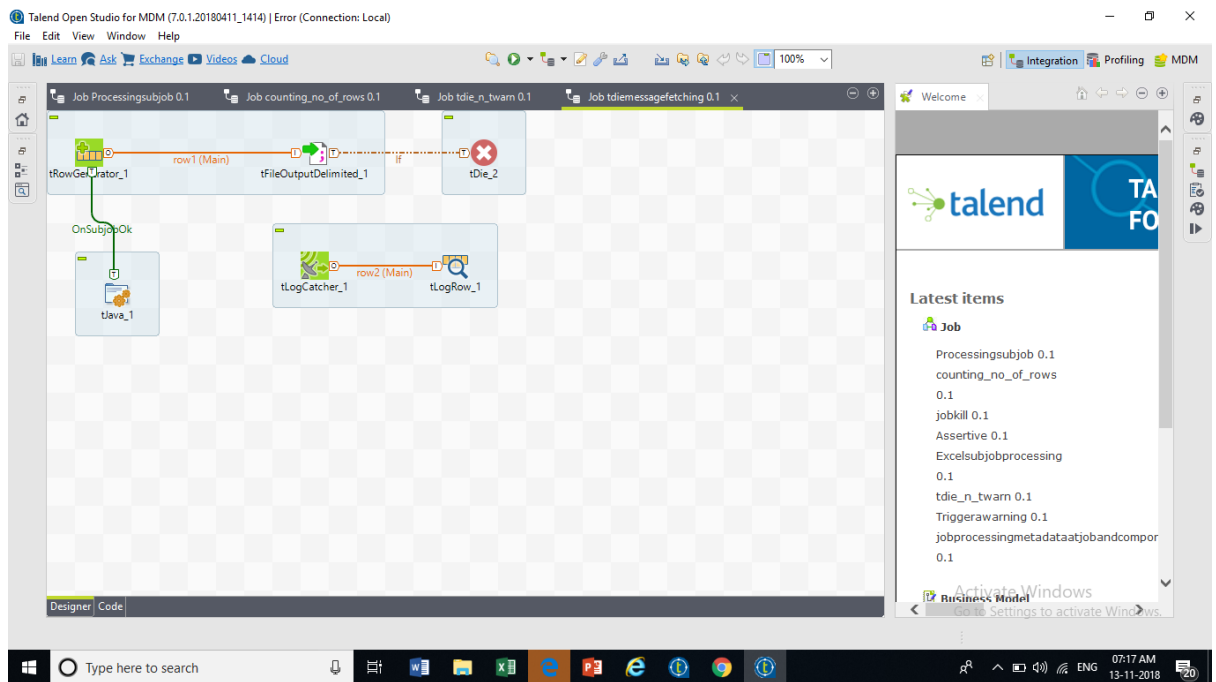 Talend Open Studio for MDM (7.0.1.20180411_1414) | Error (Connection: Local)
File Edit View Window Help
Learn Ask Exchange Videos Cloud 100% Integration Profiling MDM
Job Processingsubjob 0.1 Job counting_no_of_rows 0.1 Job tdie_n_twarn 0.1 Job tdiemessagefetching 0.1
Welcome
row1 (Main)
If
tRowGenerator_1 tFileOutputDelimited_1 tDie_2
OnSubjobOk
row2 (Main)
tLogCatcher_1 tLogRow_1
tJava_1
talend
TA
FO
Latest items
Job
Processingsubjob 0.1
counting_no_of_rows
0.1
jobkill 0.1
Assertive 0.1
Excelsubjobprocessing
0.1
tdie_n_twarn 0.1
Triggerawarning 0.1
jobprocessingmetadataatjobandcompor
0.1
Business Model
Activate Windows
Go to Settings to activate Windows.
Designer Code
Type here to search
ENG
07:17 AM
13-11-2018
20